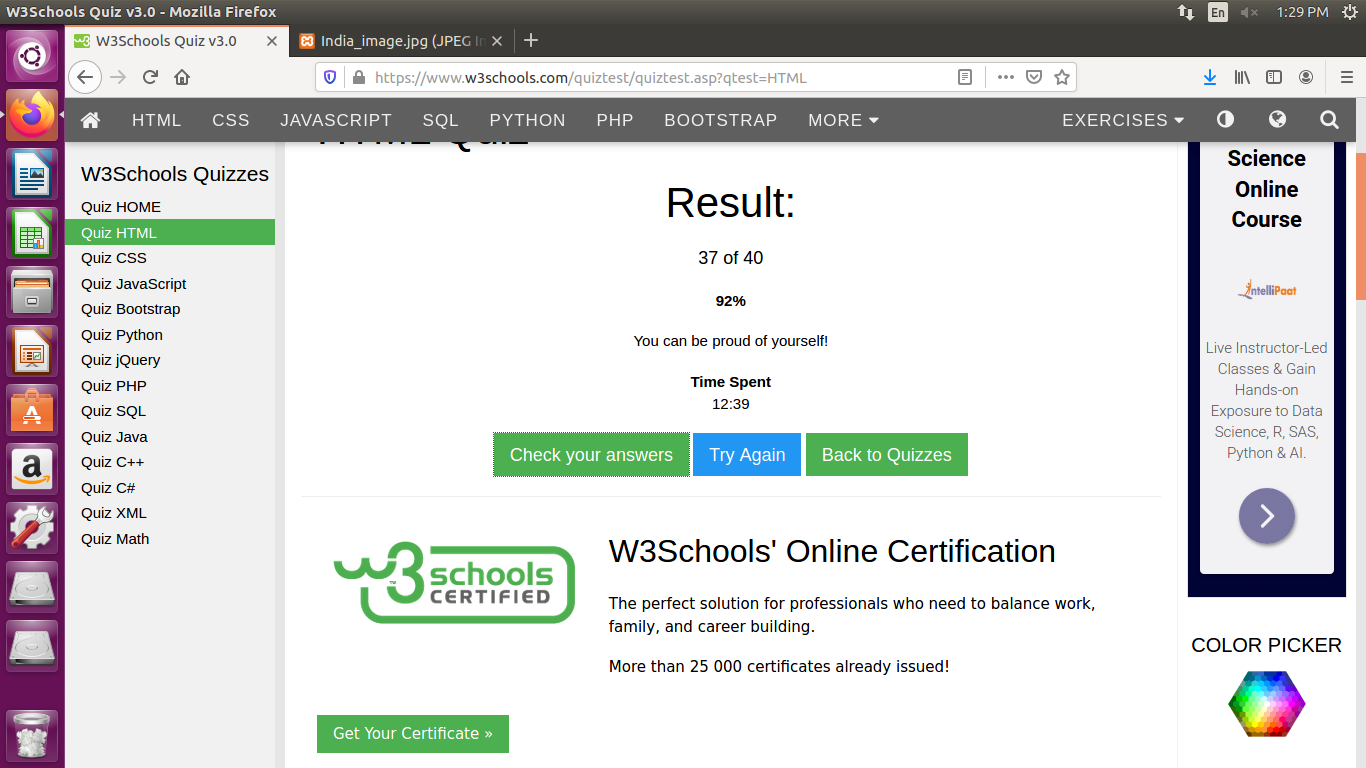 W3Schools Quiz v3.0 - Mozilla Firefox
En
1:29 PM
W3Schools Quiz v3.0
India_image.jpg (JPEG
https://www.w3schools.com/quiztest/quiztest.asp?qtest=HTML
HTML
CSS
JAVASCRIPT
SQL
PYTHON
PHP
BOOTSTRAP
MORE
EXERCISES
W3Schools Quizzes
Quiz HOME
Quiz HTML
Quiz CSS
Quiz JavaScript
Quiz Bootstrap
Quiz Python
Quiz jQuery
Quiz PHP
Quiz SQL
Quiz Java
Quiz C++
Quiz C#
Quiz XML
Quiz Math
HTML Quiz
Result:
37 of 40
92%
You can be proud of yourself!
Time Spent
12:39
Check your answers
Try Again
Back to Quizzes
w3schools
CERTIFIED
W3Schools' Online Certification
The perfect solution for professionals who need to balance work,
family, and career building.
More than 25 000 certificates already issued!
Get Your Certificate »
Science
Online
Course
IntelliPaat
Live Instructor-Led
Classes & Gain
Hands-on
Exposure to Data
Science, R, SAS,
Python & AI.
COLOR PICKER